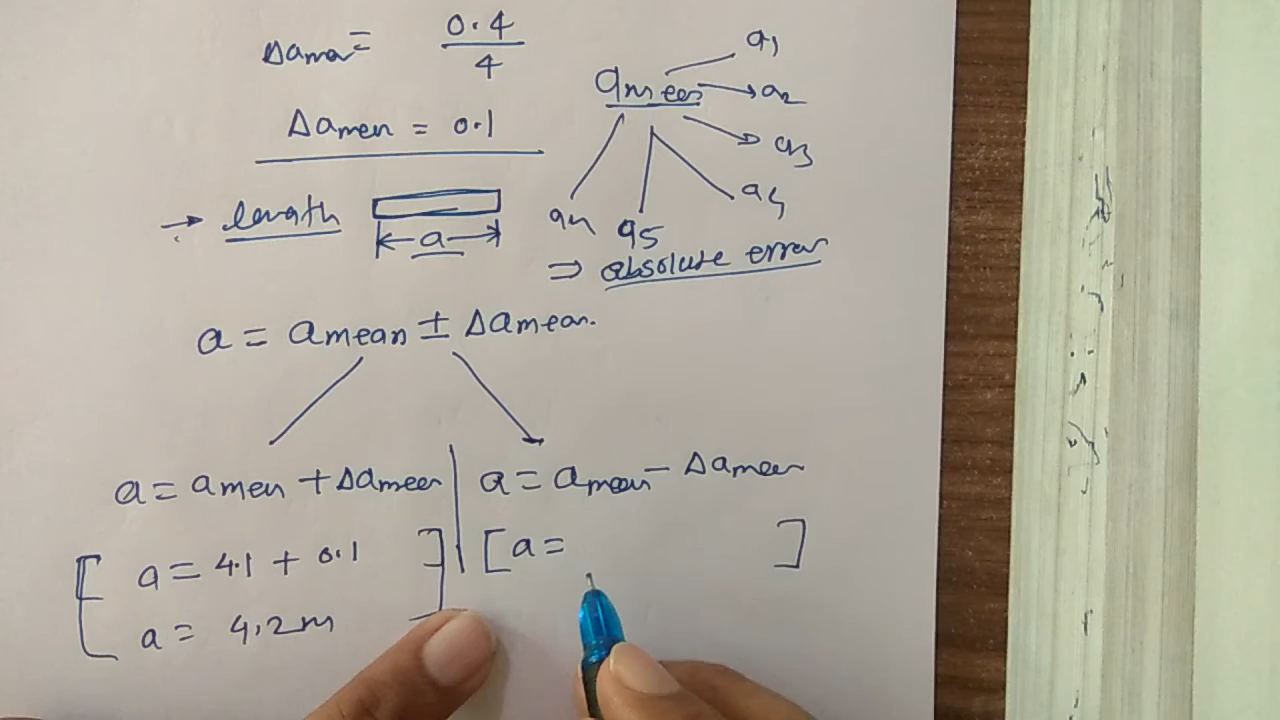 Δama = 0.4
4
Δamen = 0.1
amean
a1
a2
a3
a4
a5
an
→ length
a
⇒ absolute error
a = amean ± Δamean.
a = amen + Δameen
a = amean − Δameen
a = 4.1 + 0.1
a = 4.2m
[a= ]